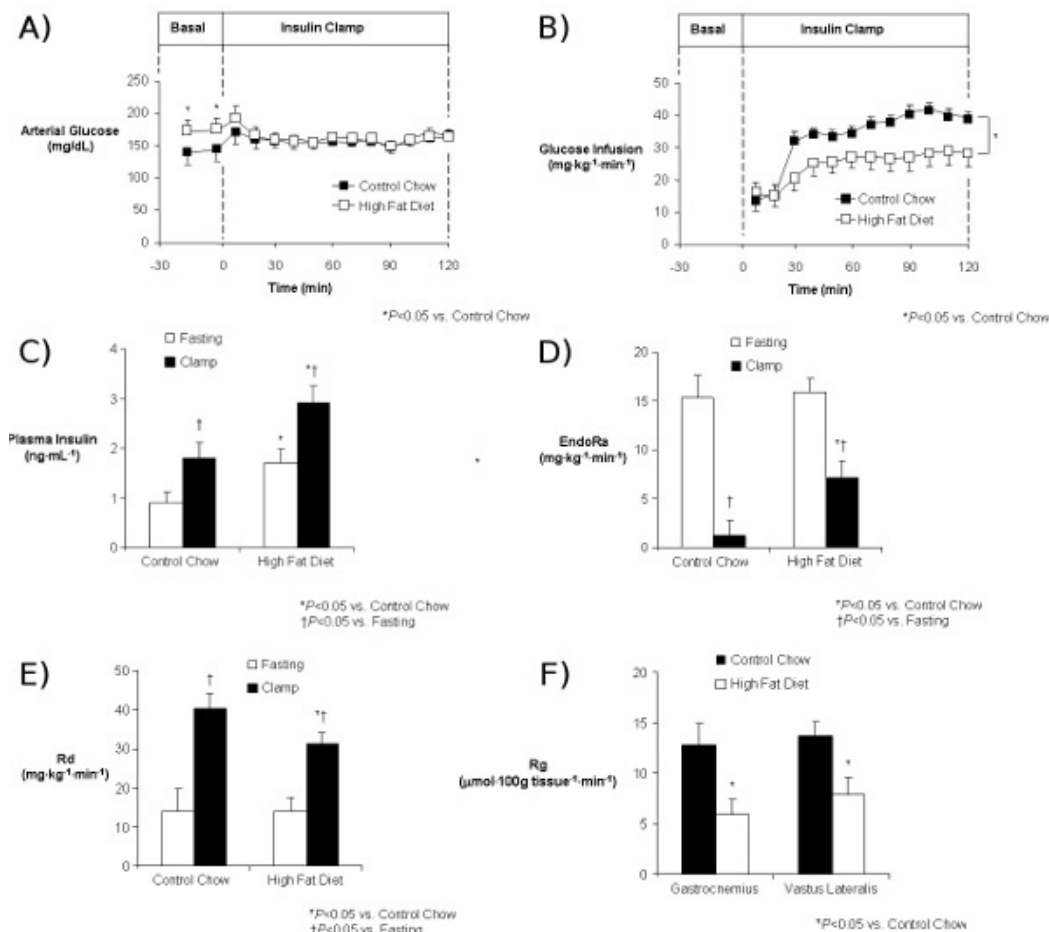 A)
Basal Insulin Clamp
250
200
150
100
50
0
Arterial Glucose
(mg/dL)
* *
Control Chow
High Fat Diet
-30 0 30 60 90 120
Time (min)
*P<0.05 vs. Control Chow
B)
Basal Insulin Clamp
50
40
30
20
10
0
Glucose Infusion
(mg·kg-1·min-1)
*
Control Chow
High Fat Diet
-30 0 30 60 90 120
Time (min)
*P<0.05 vs. Control Chow
C)
Fasting
Clamp
4
3
2
1
0
Plasma Insulin
(ng·mL-1)
† * *†
*
Control Chow High Fat Diet
*P<0.05 vs. Control Chow
†P<0.05 vs. Fasting
D)
Fasting
Clamp
20
15
10
5
0
EndoRa
(mg·kg-1·min-1)
† *†
Control Chow High Fat Diet
*P<0.05 vs. Control Chow
†P<0.05 vs. Fasting
E)
Fasting
Clamp
50
40
30
20
10
0
Rd
(mg·kg-1·min-1)
† *†
Control Chow High Fat Diet
*P<0.05 vs. Control Chow
†P<0.05 vs. Fasting
F)
Control Chow
High Fat Diet
20
15
10
5
0
Rg
(μmol·100g tissue-1·min-1)
* *
Gastrocnemius Vastus Lateralis
*P<0.05 vs. Control Chow